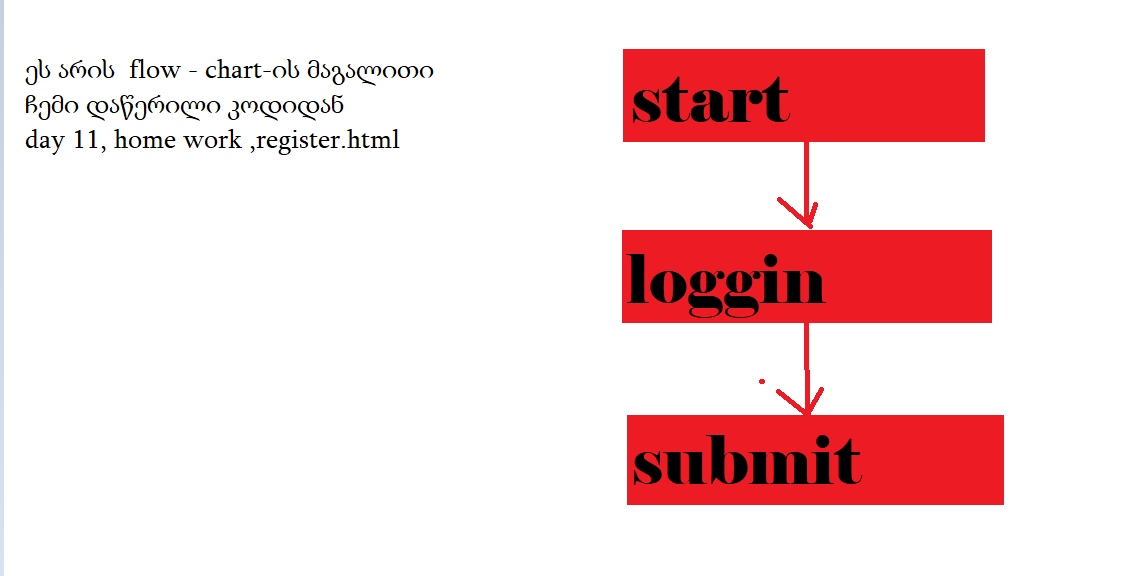 ეს არის  flow - chart-ის მაგალითი
ჩემი დაწერილი კოდიდან
day 11, home work ,register.html
start
loggin
submit